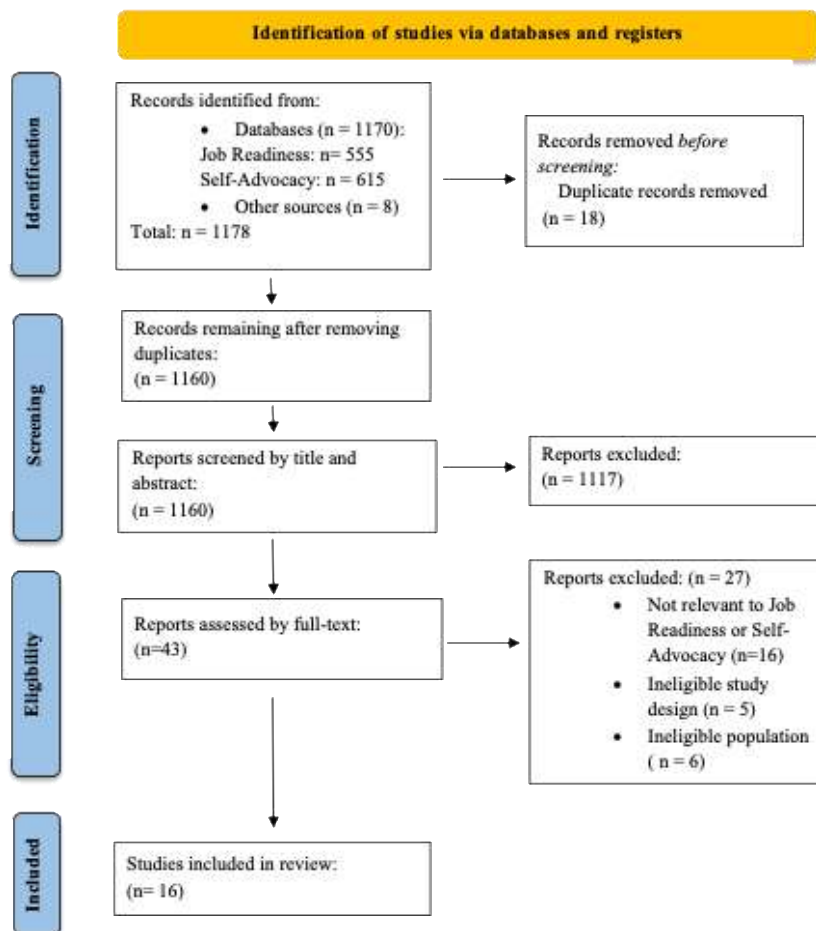 Identification of studies via databases and registers
Identification
Records identified from:
• Databases (n = 1170):
Job Readiness: n= 555
Self-Advocacy: n = 615
• Other sources (n = 8)
Total: n = 1178
Records removed before
screening:
Duplicate records removed
(n = 18)
Screening
Records remaining after removing
duplicates:
(n = 1160)
Reports screened by title and
abstract:
(n = 1160)
Reports excluded:
(n = 1117)
Eligibility
Reports assessed by full-text:
(n=43)
Reports excluded: (n = 27)
• Not relevant to Job
Readiness or Self-
Advocacy (n=16)
• Ineligible study
design (n = 5)
• Ineligible population
( n = 6)
Included
Studies included in review:
(n= 16)